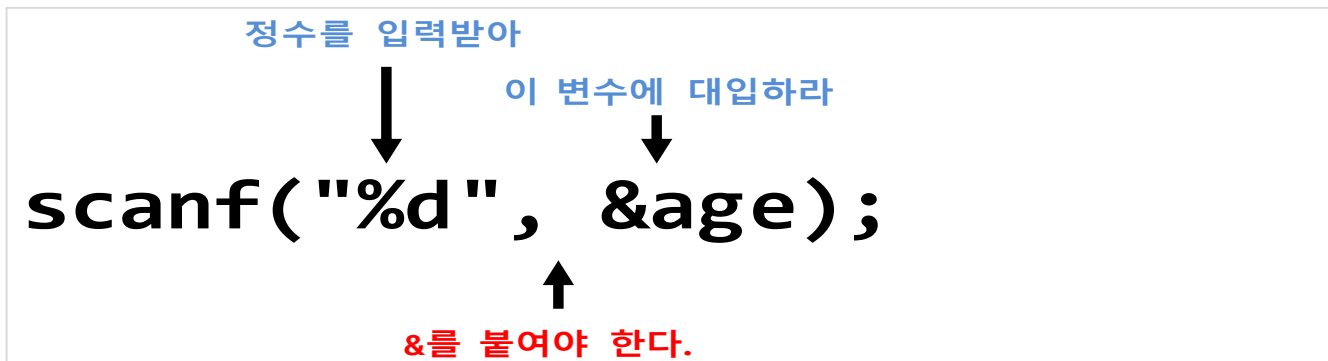 정수를 입력받아
이 변수에 대입하라
scanf("%d", &age);
&를 붙여야 한다.